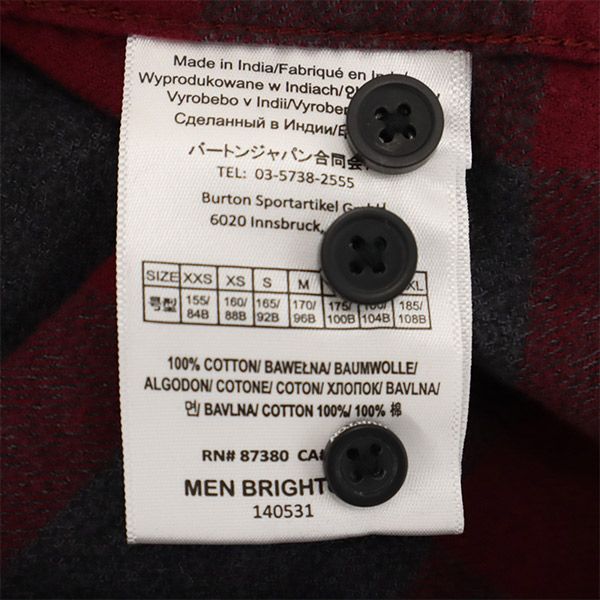 Made in India/Fabriqué en
Wyprodukowane w Indiach/
Vyrobebo v Indii/Vyroben
Сделанный в Индии/
バートンジャパン合同会
TEL: 03-5738-2555
Burton Sportartikel
6020 Innsbruck,
SIZE XXS XS S M
号型 155/84B 160/88B 165/92B 170/96B 175/100B 104B 185/108B
100% COTTON/ BAWEŁNA/ BAUMWOLLE/
ALGODON/ COTONE/ COTON/ ХЛОПОК/ BAVLNA/
면/ BAVLNA/ COTTON 100%/ 100% 棉
RN# 87380 CA#
MEN BRIGHT
140531